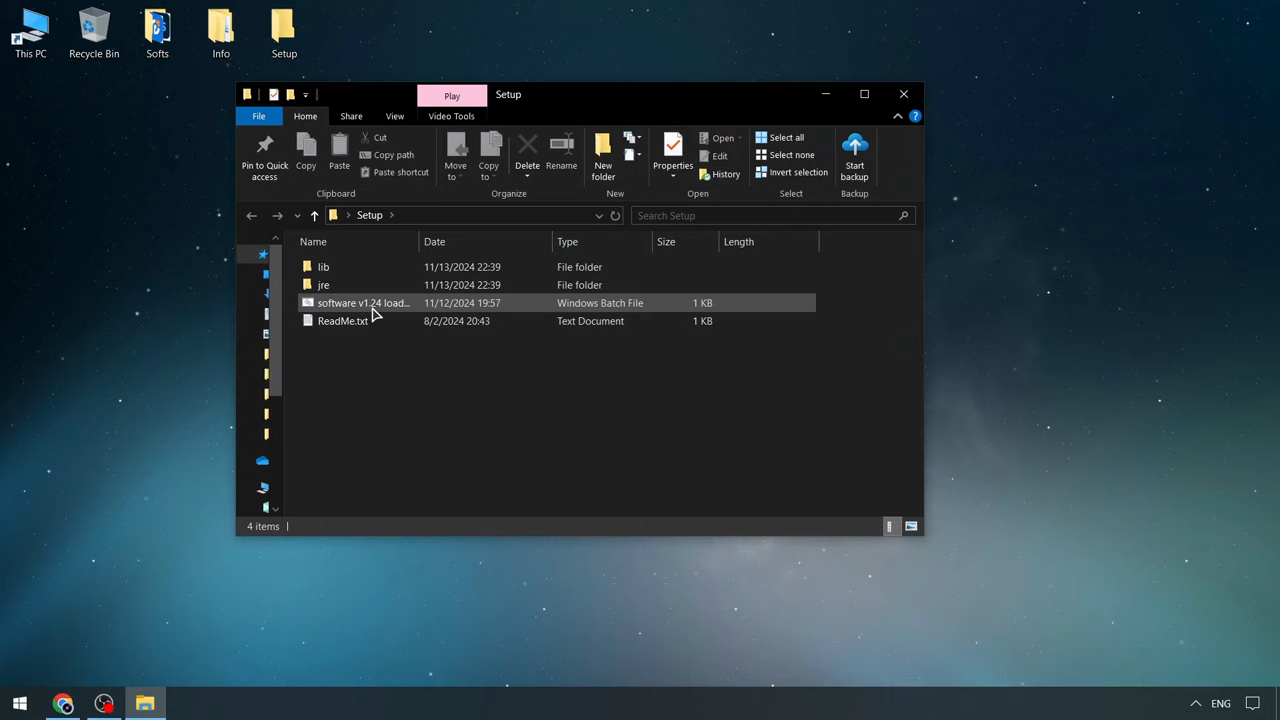 This PC
Recycle Bin
Softs
Info
Setup
Play
Setup
File
Home
Share
View
Video Tools
Pin to Quick
access
Copy
Paste
Cut
Copy path
Paste shortcut
Clipboard
Move
to
Copy
to
Delete
Rename
Organize
New
folder
New
Properties
Open
Edit
History
Open
Select all
Select none
Invert selection
Select
Start
backup
Backup
Setup
Search Setup
Name
Date
Type
Size
Length
lib
11/13/2024 22:39
File folder
jre
11/13/2024 22:39
File folder
software v1.24 load...
11/12/2024 19:57
Windows Batch File
1 KB
ReadMe.txt
8/2/2024 20:43
Text Document
1 KB
4 items
ENG